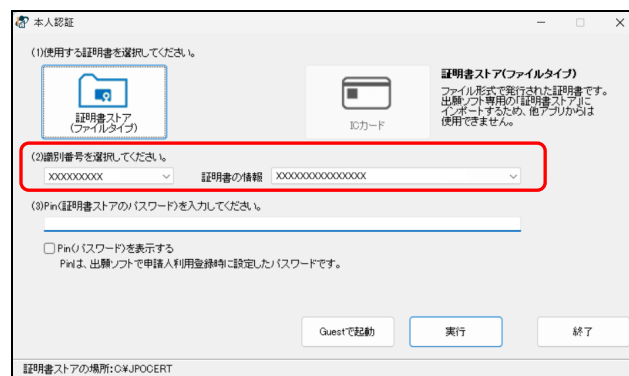 本人認証
(1)使用する証明書を選択してください。
証明書ストア
(ファイルタイプ)
ICカード
証明書ストア(ファイルタイプ)
ファイル形式で発行された証明書です。
出願ソフト専用の「証明書ストア」に
インポートするため、他アプリからは
使用できません。
(2)識別番号を選択してください。
XXXXXXXXX
証明書の情報
XXXXXXXXXXXXXXX
(3)Pin(証明書ストアのパスワード)を入力してください。
Pin(パスワード)を表示する
Pinは、出願ソフトで申請人利用登録時に設定したパスワードです。
Guestで起動
実行
終了
証明書ストアの場所:C:¥JPOCERT